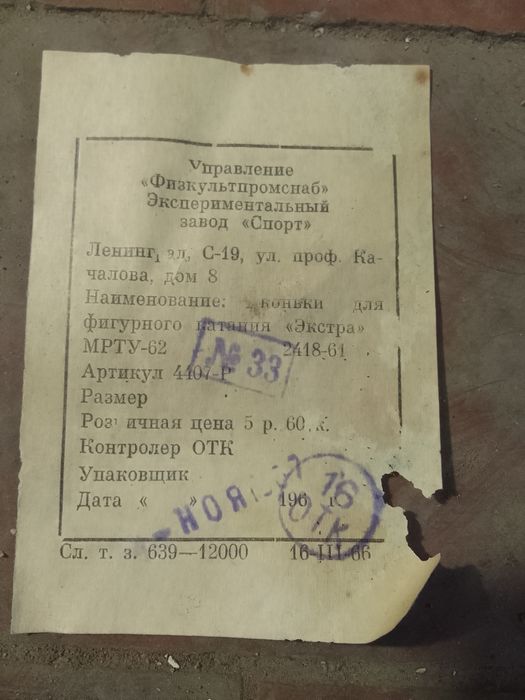 Управление
«Физкультпромснаб»
Экспериментальный
завод «Спорт»
С-19, ул. проф. Ка-
чалова, дом 8
Наименование: коньки для
фигурного катания «Экстра»
МРТУ-62 2418-61
№ 33
Артикул 4407-Р
Размер
Розничная цена 5 р. 60 к.
Контролер ОТК
Упаковщик
Дата « » 196 г.
НОЯ
16
ОТК
Сл. т. з. 639—12000 16-III-66